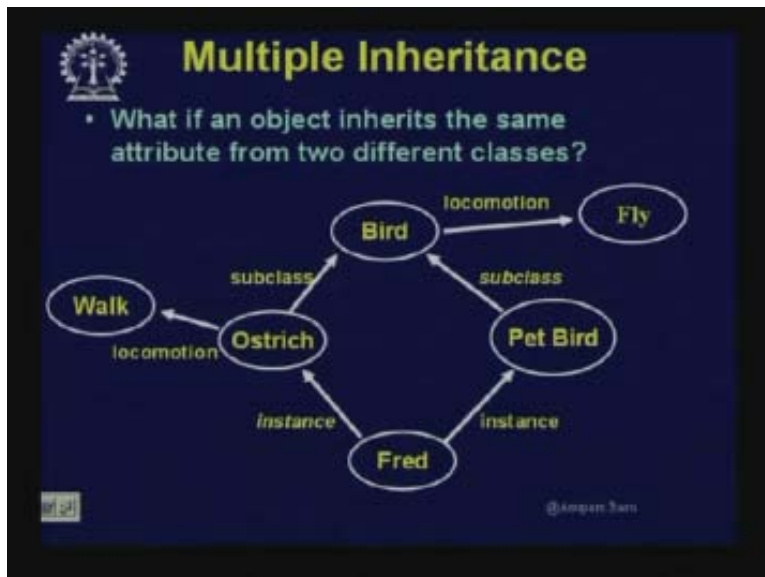 Multiple Inheritance
• What if an object inherits the same
attribute from two different classes?
locomotion
Fly
Bird
subclass
subclass
Walk
locomotion
Ostrich
Pet Bird
instance
instance
Fred